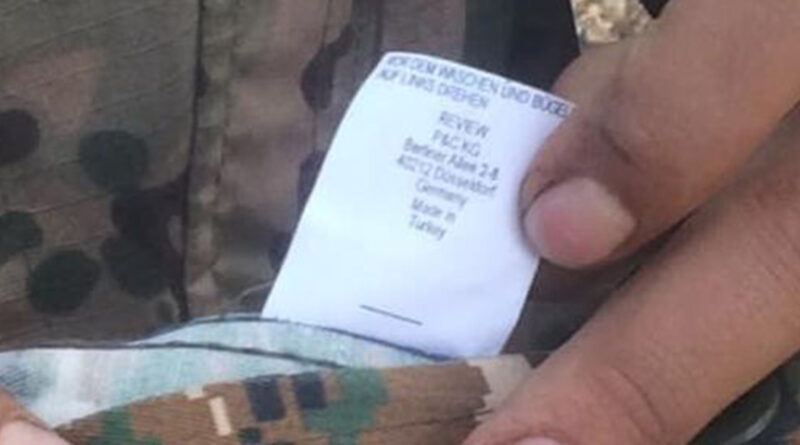 VOR DEM WASCHEN UND BÜGEL
AUF LINKS DREHEN
REVIEW
P&C KG
Berliner Allee 2-8
40212 Düsseldorf
Germany
Made in
Turkey